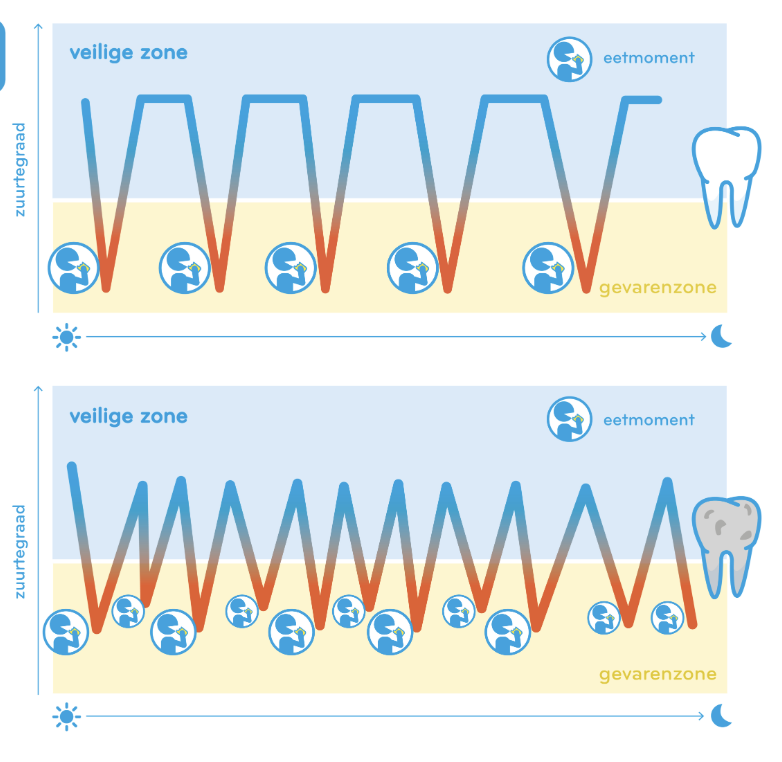 veilige zone
eetmoment
zuurtegraad
gevarenzone
veilige zone
eetmoment
zuurtegraad
gevarenzone